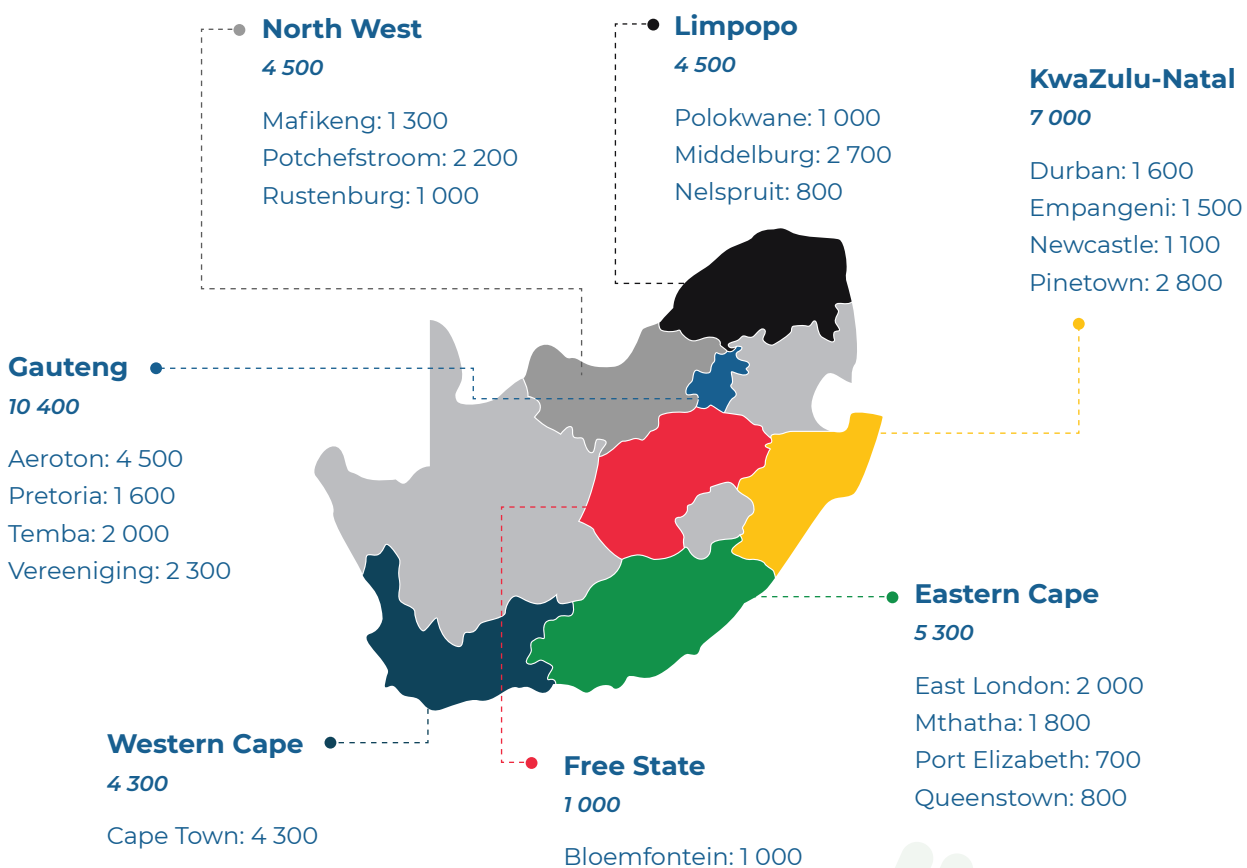 North West
4 500
Mafikeng: 1 300
Potchefstroom: 2 200
Rustenburg: 1 000
Limpopo
4 500
Polokwane: 1 000
Middelburg: 2 700
Nelspruit: 800
KwaZulu-Natal
7 000
Durban: 1 600
Empangeni: 1 500
Newcastle: 1 100
Pinetown: 2 800
Gauteng
10 400
Aeroton: 4 500
Pretoria: 1 600
Temba: 2 000
Vereeniging: 2 300
Eastern Cape
5 300
East London: 2 000
Mthatha: 1 800
Port Elizabeth: 700
Queenstown: 800
Western Cape
4 300
Cape Town: 4 300
Free State
1 000
Bloemfontein: 1 000